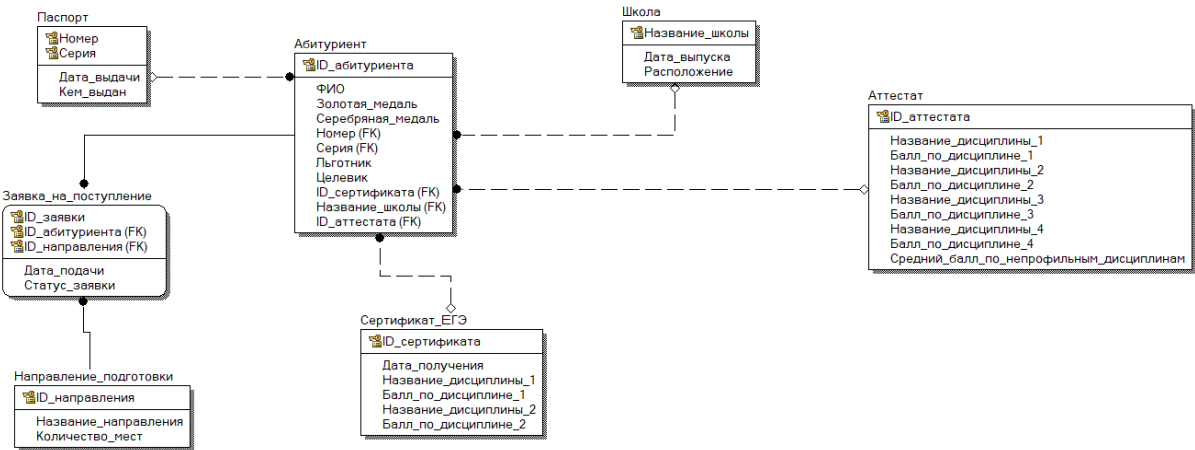 Паспорт
Номер
Серия
Дата_выдачи
Кем_выдан
Абитуриент
ID_абитуриента
ФИО
Золотая_медаль
Серебряная_медаль
Номер (FK)
Серия (FK)
Льготник
Целевик
ID_сертификата (FK)
Название_школы (FK)
ID_аттестата (FK)
Школа
Название_школы
Дата_выпуска
Расположение
Аттестат
ID_аттестата
Название_дисциплины_1
Балл_по_дисциплине_1
Название_дисциплины_2
Балл_по_дисциплине_2
Название_дисциплины_3
Балл_по_дисциплине_3
Название_дисциплины_4
Балл_по_дисциплине_4
Средний_балл_по_непрофильным_дисциплинам
Заявка_на_поступление
ID_заявки
ID_абитуриента (FK)
ID_направления (FK)
Дата_подачи
Статус_заявки
Сертификат_ЕГЭ
ID_сертификата
Дата_получения
Название_дисциплины_1
Балл_по_дисциплине_1
Название_дисциплины_2
Балл_по_дисциплине_2
Направление_подготовки
ID_направления
Название_направления
Количество_мест